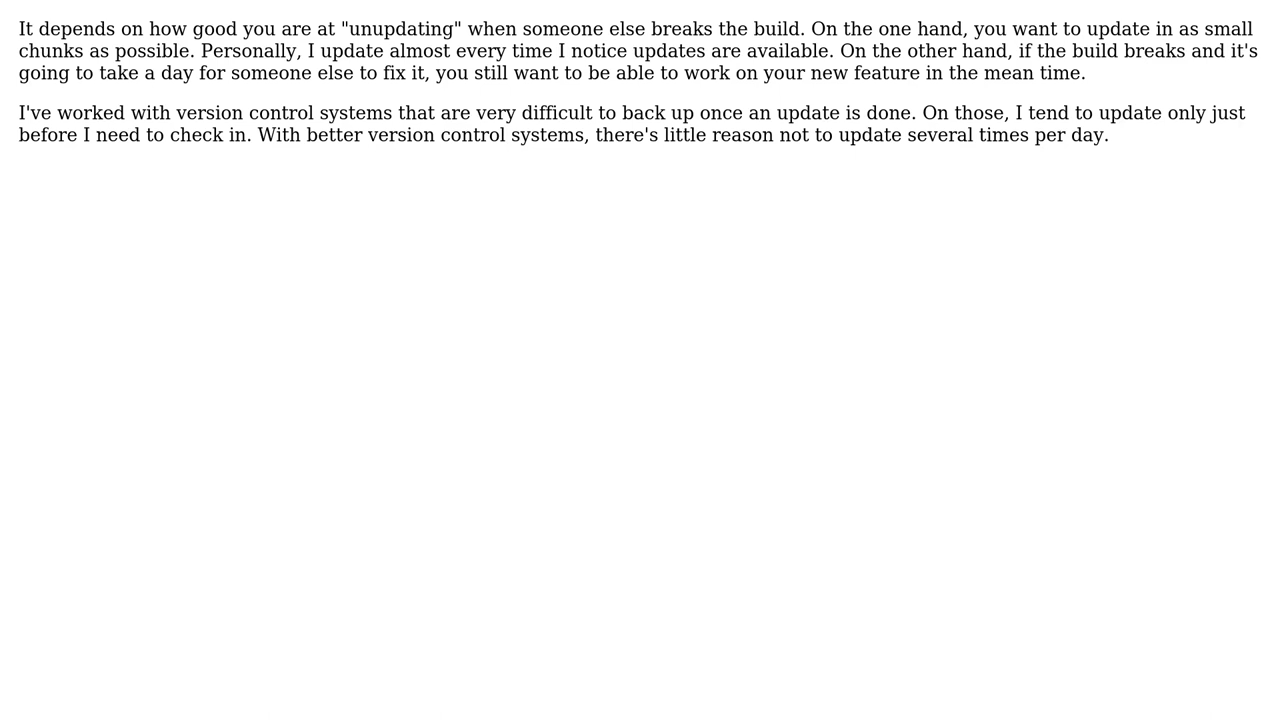 It depends on how good you are at "unupdating" when someone else breaks the build. On the one hand, you want to update in as small
chunks as possible. Personally, I update almost every time I notice updates are available. On the other hand, if the build breaks and it's
going to take a day for someone else to fix it, you still want to be able to work on your new feature in the mean time.
I've worked with version control systems that are very difficult to back up once an update is done. On those, I tend to update only just
before I need to check in. With better version control systems, there's little reason not to update several times per day.